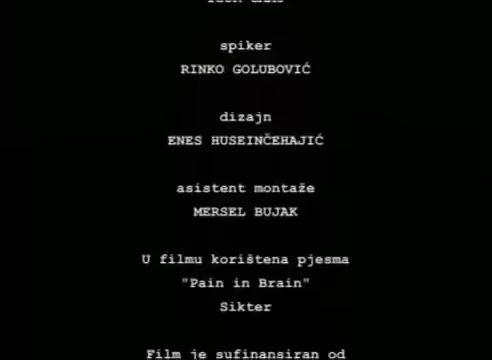 spiker
RINKO GOLUBOVIĆ
dizajn
ENES HUSEINČEHAJIĆ
asistent montaže
MERSEL BUJAK
U filmu korištena pjesma
"Pain in Brain"
Sikter
Film je sufinansiran od